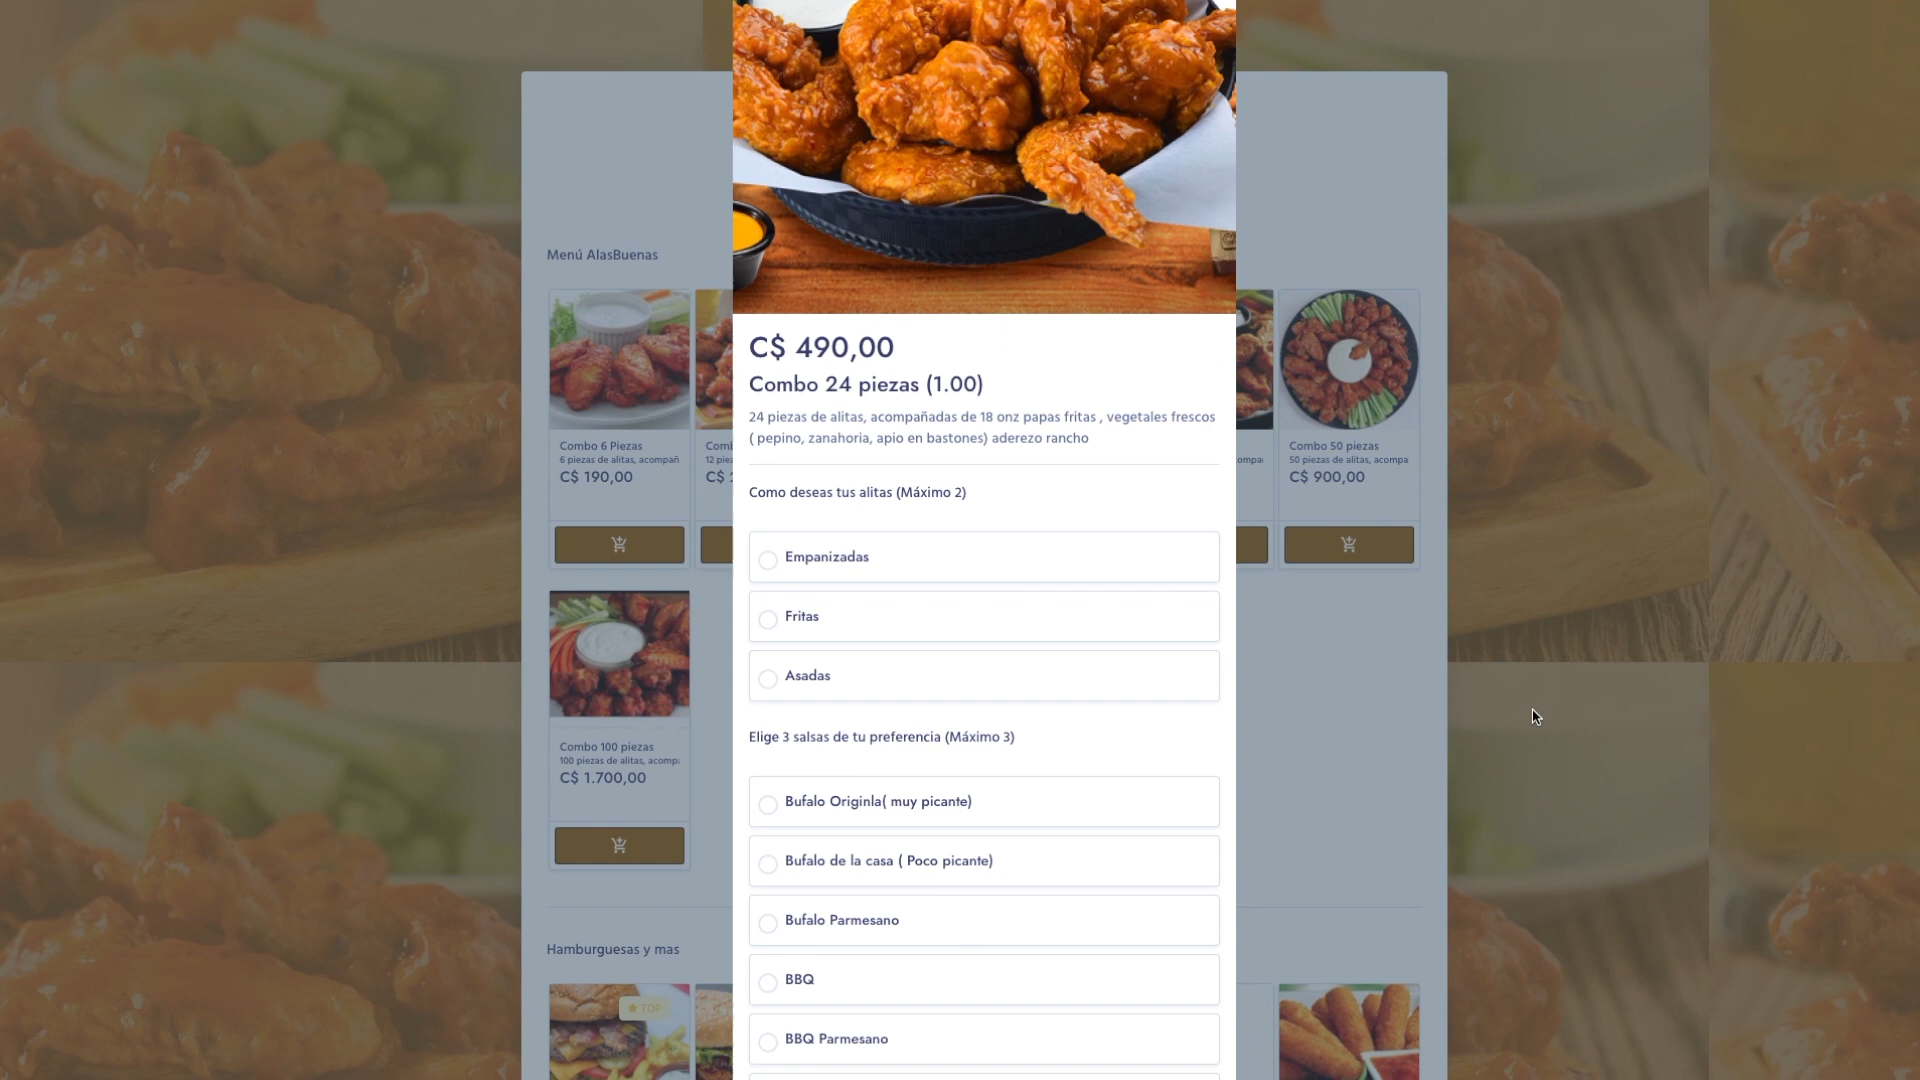 Menú AlasBuenas
Combo 6 Piezas
6 piezas de alitas, acompañ
C$ 190,00
C$
Combo 50 piezas
50 piezas de alitas, acompa
C$ 900,00
Combo 100 piezas
100 piezas de alitas, acomp
C$ 1.700,00
Hamburguesas y mas
TOP
C$ 490,00
Combo 24 piezas (1.00)
24 piezas de alitas, acompañadas de 18 onz papas fritas , vegetales frescos
( pepino, zanahoria, apio en bastones) aderezo rancho
Como deseas tus alitas (Máximo 2)
Empanizadas
Fritas
Asadas
Elige 3 salsas de tu preferencia (Máximo 3)
Bufalo Originla( muy picante)
Bufalo de la casa ( Poco picante)
Bufalo Parmesano
BBQ
BBQ Parmesano